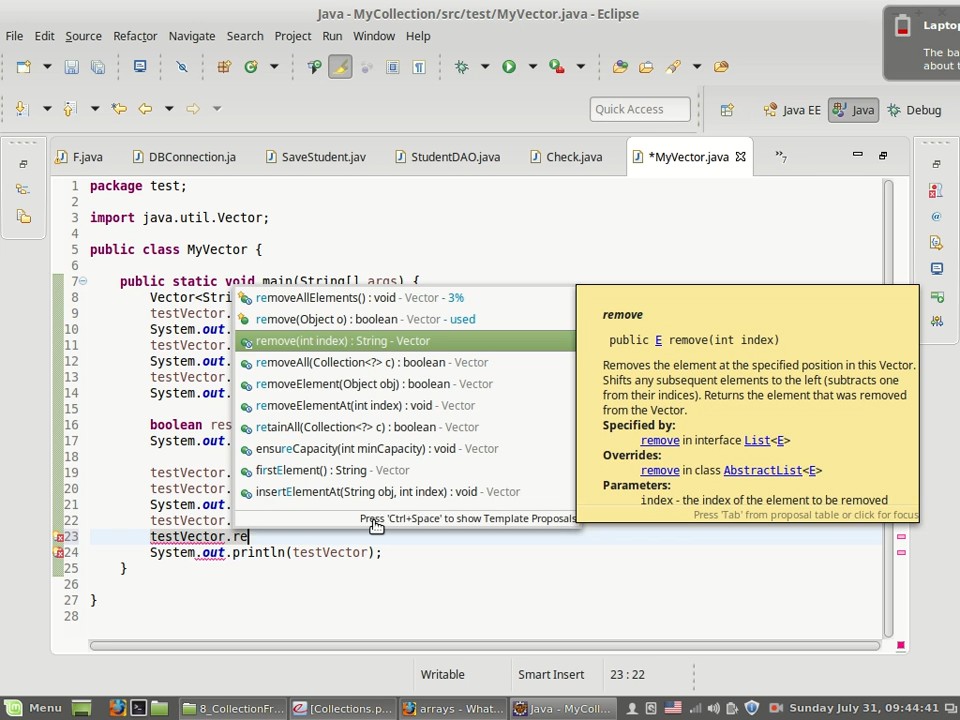 Java - MyCollection/src/test/MyVector.java - Eclipse
Laptop
The ba
about t
File Edit Source Refactor Navigate Search Project Run Window Help
Quick Access
Java EE
Java
Debug
F.java
DBConnection.ja
SaveStudent.jav
StudentDAO.java
Check.java
*MyVector.java
»7
1 package test;
2
3 import java.util.Vector;
4
5 public class MyVector {
6
7 public static void main(String[] args) {
8 Vector<Stri
9 testVector.
10 System.out.
11 testVector.
12 System.out.
13 testVector.
14 System.out.
15
16 boolean res
17 System.out.
18
19 testVector.
20 testVector.
21 System.out.
22 testVector.
23 testVector.re
24 System.out.println(testVector);
25 }
26
27 }
28
removeAllElements() : void - Vector - 3%
remove(Object o) : boolean - Vector - used
remove(int index) : String - Vector
removeAll(Collection<?> c) : boolean - Vector
removeElement(Object obj) : boolean - Vector
removeElementAt(int index) : void - Vector
retainAll(Collection<?> c) : boolean - Vector
ensureCapacity(int minCapacity) : void - Vector
firstElement() : String - Vector
insertElementAt(String obj, int index) : void - Vector
Press 'Ctrl+Space' to show Template Proposals
remove
public E remove(int index)
Removes the element at the specified position in this Vector.
Shifts any subsequent elements to the left (subtracts one
from their indices). Returns the element that was removed
from the Vector.
Specified by:
remove in interface List<E>
Overrides:
remove in class AbstractList<E>
Parameters:
index - the index of the element to be removed
Press 'Tab' from proposal table or click for focus
Writable
Smart Insert
23 : 22
Menu
8_CollectionFr...
[Collections.p...
arrays - What...
Java - MyColl...
Sunday July 31, 09:44:41